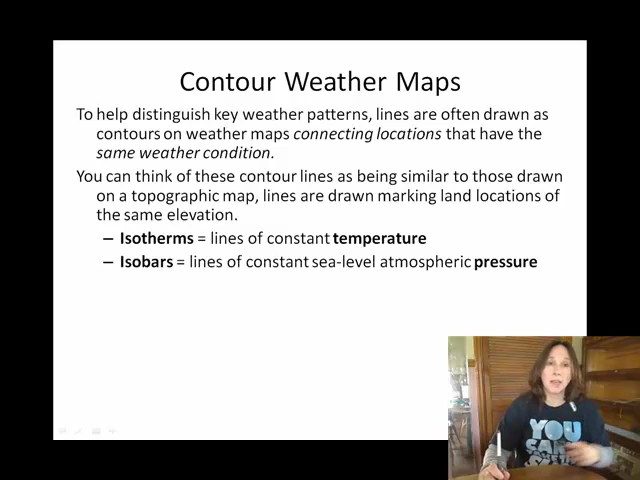 Contour Weather Maps
To help distinguish key weather patterns, lines are often drawn as
contours on weather maps connecting locations that have the
same weather condition.
You can think of these contour lines as being similar to those drawn
on a topographic map, lines are drawn marking land locations of
the same elevation.
– Isotherms = lines of constant temperature
– Isobars = lines of constant sea-level atmospheric pressure
YOU